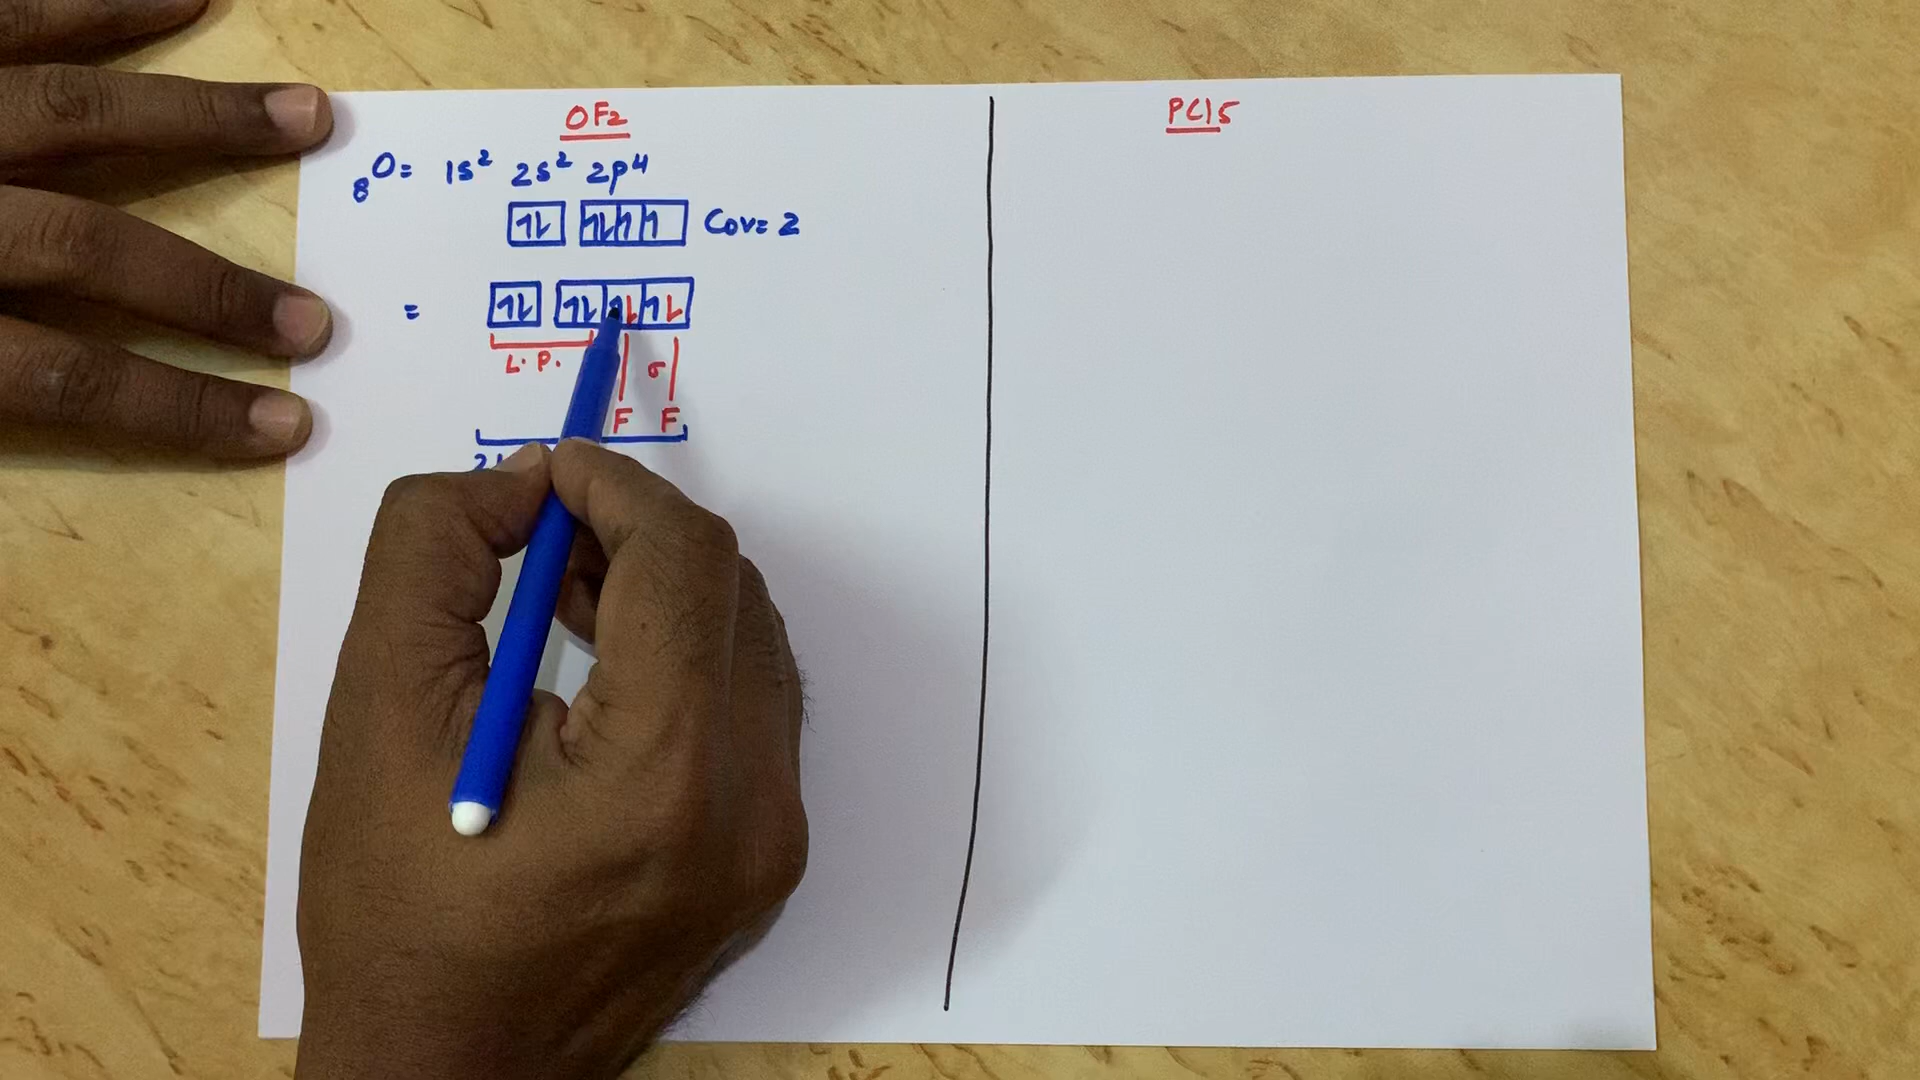 OF2
8O= 1s² 2s² 2p⁴
↿⇂ ↿⇂ ↿ ↿ Cov= 2
= ↿⇂ ↿⇂ ↿⇂ ↿⇂
L.P. σ
F F
PCl5